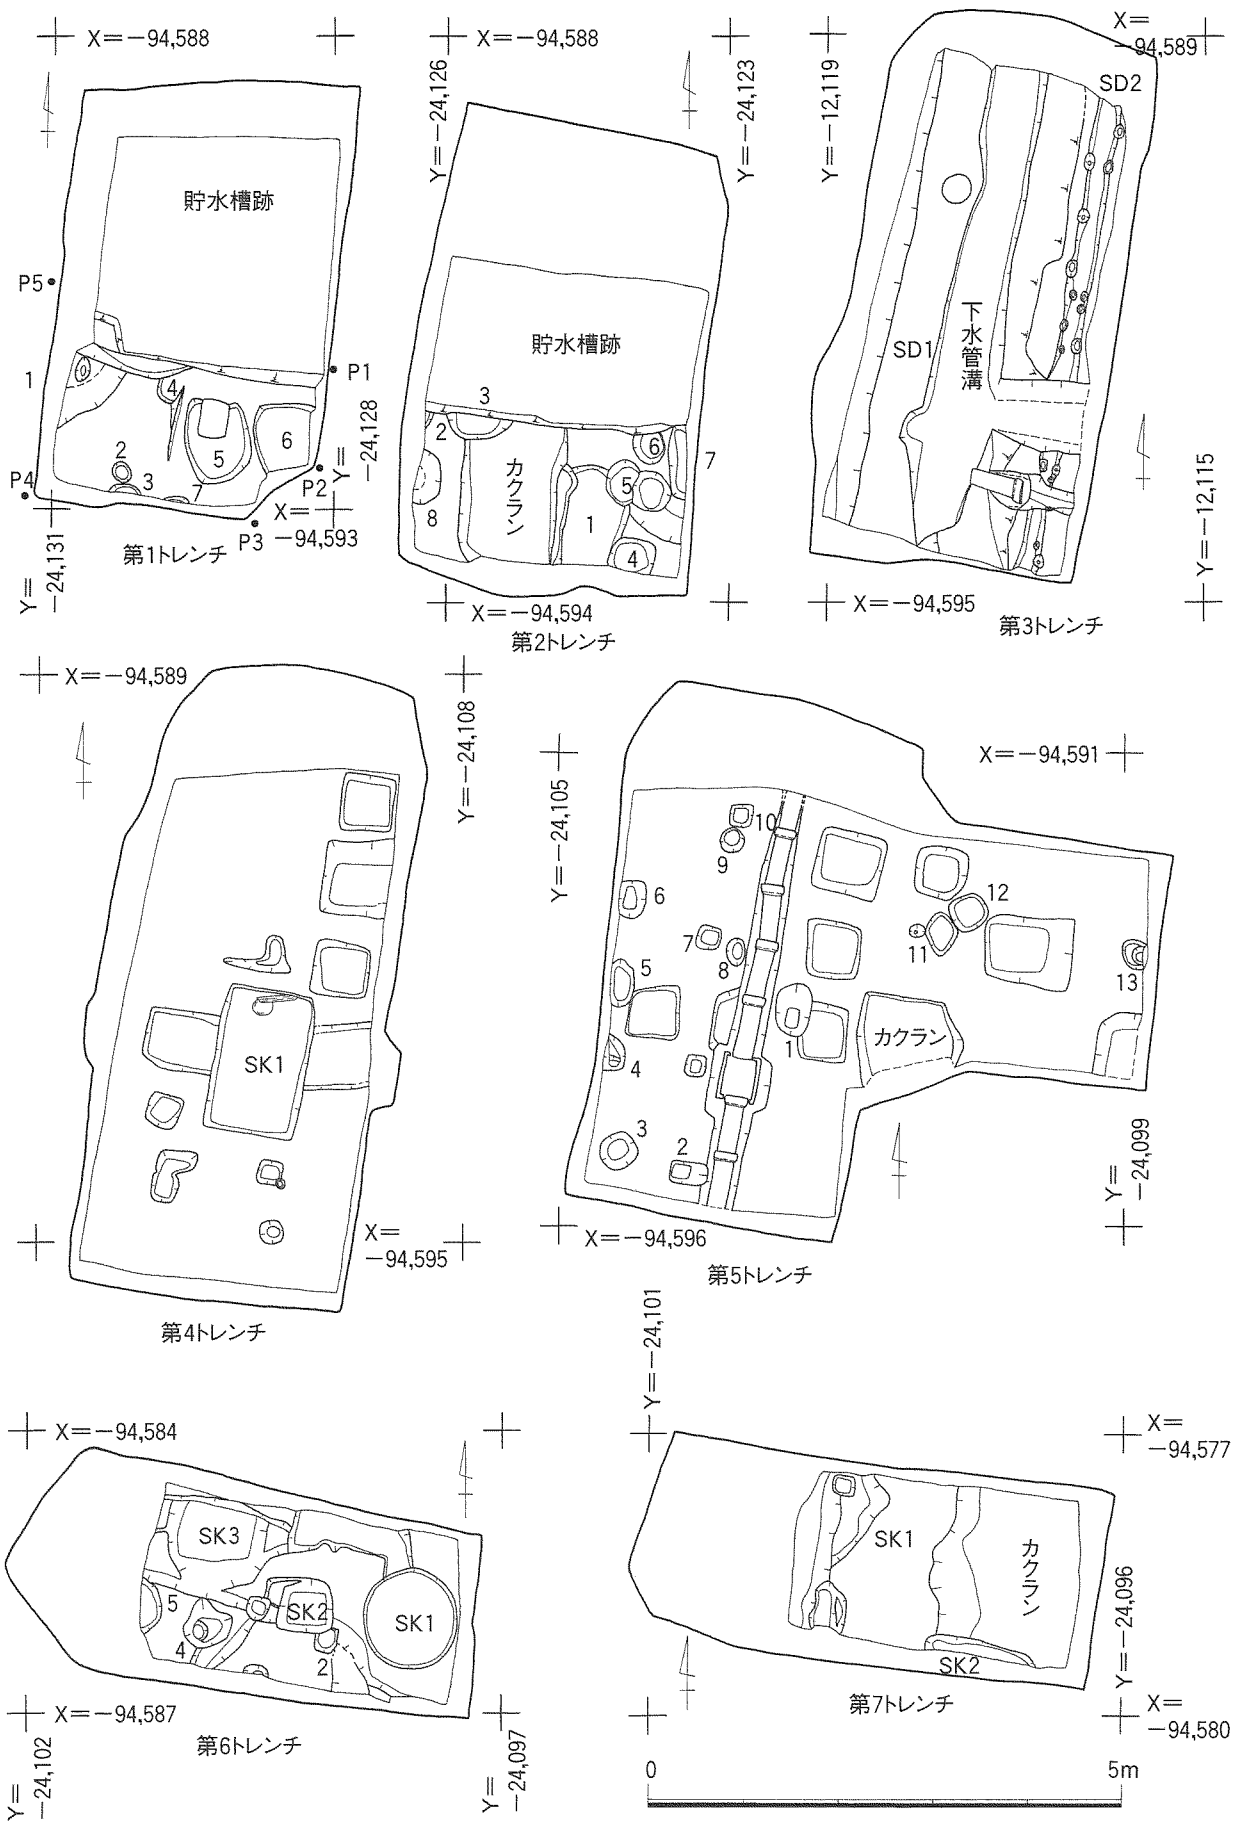 X=-94,588
貯水槽跡
P5
1
P1
4
5
6
2
3
7
P2
P3
P4
Y=
-24,128
X=
-94,593
Y=
-24,131
第1トレンチ
X=-94,588
Y=-24,126
Y=-24,123
貯水槽跡
3
2
カクラン
6
7
5
8
1
4
X=-94,594
第2トレンチ
X=
-94,589
Y=-12,119
SD2
SD1
下水管溝
Y=-12,115
X=-94,595
第3トレンチ
X=-94,589
Y=-24,108
SK1
X=
-94,595
第4トレンチ
X=-94,591
Y=-24,105
10
9
6
12
7
8
11
5
13
1
カクラン
4
3
2
Y=
-24,099
X=-94,596
第5トレンチ
X=-94,584
SK3
SK2
SK1
5
4
2
X=-94,587
第6トレンチ
Y=
-24,102
Y=
-24,097
Y=-24,101
X=
-94,577
SK1
カクラン
SK2
Y=-24,096
第7トレンチ
X=
-94,580
0
5m